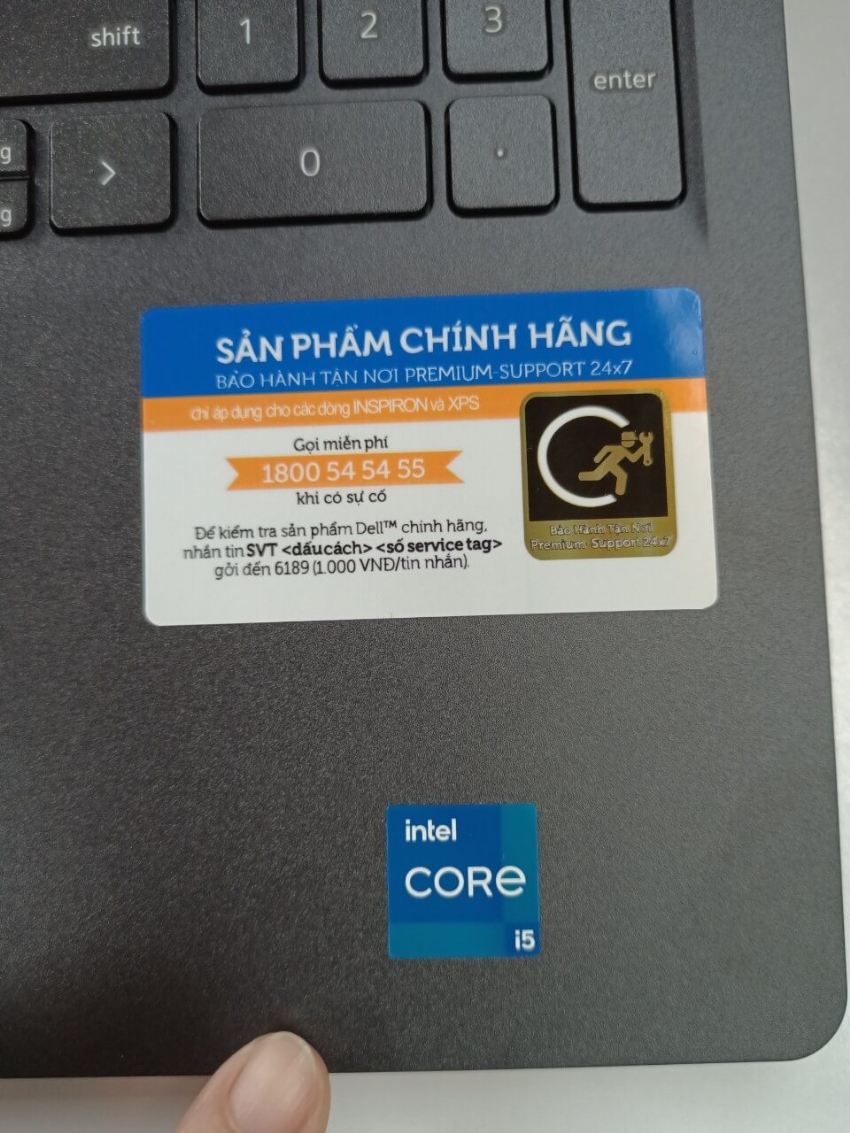 shift
1
2
3
enter
g
>
0
.
g
SẢN PHẨM CHÍNH HÃNG
BẢO HÀNH TẬN NƠI PREMIUM-SUPPORT 24x7
chỉ áp dụng cho các dòng INSPIRON và XPS
Gọi miễn phí
1800 54 54 55
khi có sự cố
Để kiểm tra sản phẩm Dell™ chính hãng,
nhắn tin SVT <dấu cách> <số service tag>
gởi đến 6189 (1.000 VNĐ/tin nhắn).
Bảo Hành Tận Nơi
Premium Support 24x7
intel
CORe
i5